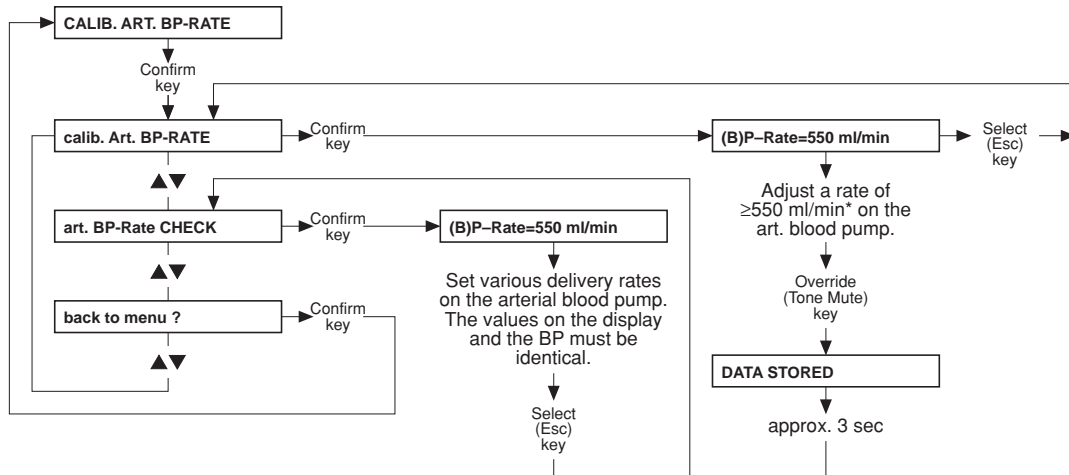 CALIB. ART. BP-RATE
Confirm
key
calib. Art. BP-RATE
Confirm
key
(B)P–Rate=550 ml/min
Select
(Esc)
key
Adjust a rate of
≥550 ml/min* on the
art. blood pump.
Override
(Tone Mute)
key
DATA STORED
approx. 3 sec
art. BP-Rate CHECK
Confirm
key
(B)P–Rate=550 ml/min
Set various delivery rates
on the arterial blood pump.
The values on the display
and the BP must be
identical.
Select
(Esc)
key
back to menu ?
Confirm
key